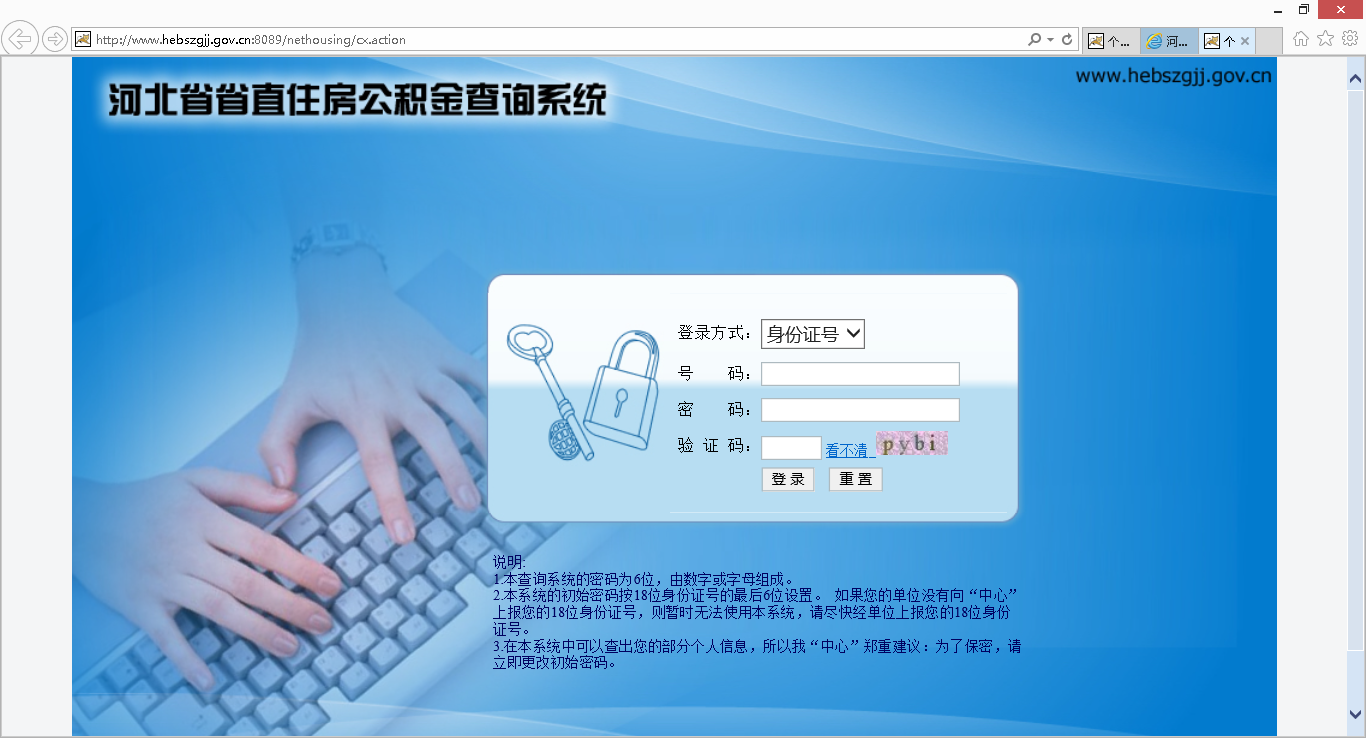 http://www.hebszgjj.gov.cn:8089/nethousing/cx.action
个...
河...
个
河北省省直住房公积金查询系统
www.hebszgjj.gov.cn
登录方式： 身份证号
号 码：
密 码：
验 证 码： 看不清 pybi
登 录 重 置
说明:
1.本查询系统的密码为6位，由数字或字母组成。
2.本系统的初始密码按18位身份证号的最后6位设置。 如果您的单位没有向“中心”
上报您的18位身份证号，则暂时无法使用本系统，请尽快经单位上报您的18位身份
证号。
3.在本系统中可以查出您的部分个人信息，所以我“中心”郑重建议：为了保密，请
立即更改初始密码。